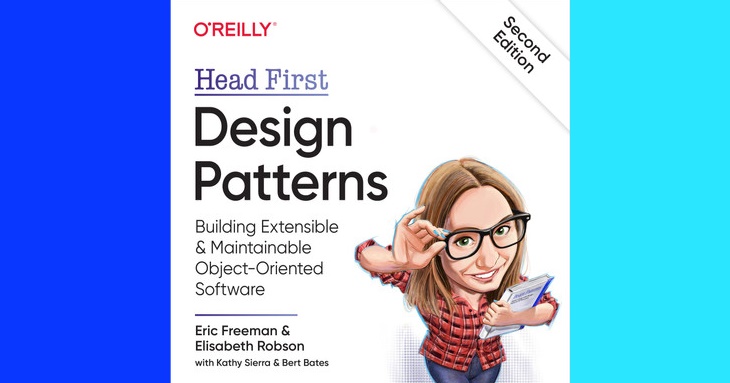 O'REILLY®
Second
Edition
Head First
Design
Patterns
Building Extensible
& Maintainable
Object-Oriented
Software
Eric Freeman &
Elisabeth Robson
with Kathy Sierra & Bert Bates